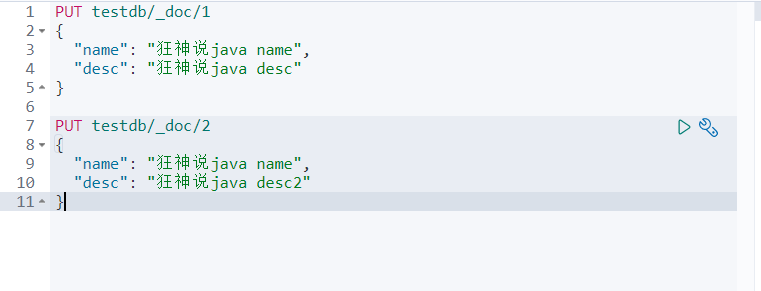 1 PUT testdb/_doc/1
2 {
3 "name": "狂神说java name",
4 "desc": "狂神说java desc"
5 }
6
7 PUT testdb/_doc/2
8 {
9 "name": "狂神说java name",
10 "desc": "狂神说java desc2"
11 }